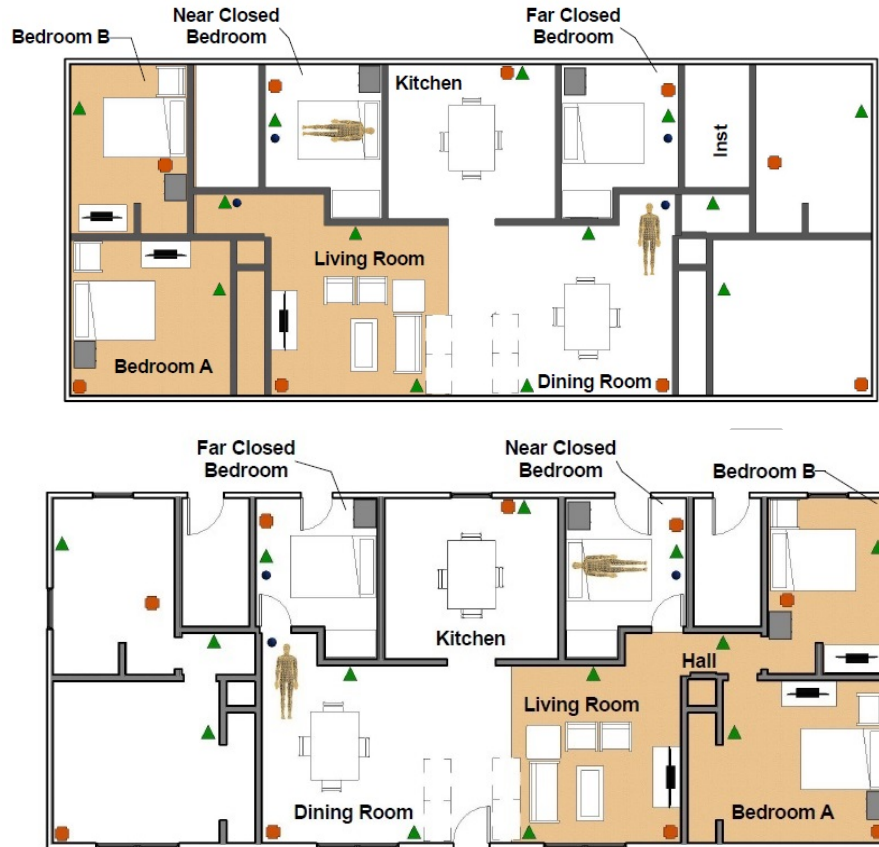 Near Closed
Bedroom
Far Closed
Bedroom
Bedroom B
Kitchen
Inst
Living Room
Bedroom A
Dining Room
Far Closed
Bedroom
Near Closed
Bedroom
Bedroom B
Kitchen
Hall
Living Room
Dining Room
Bedroom A